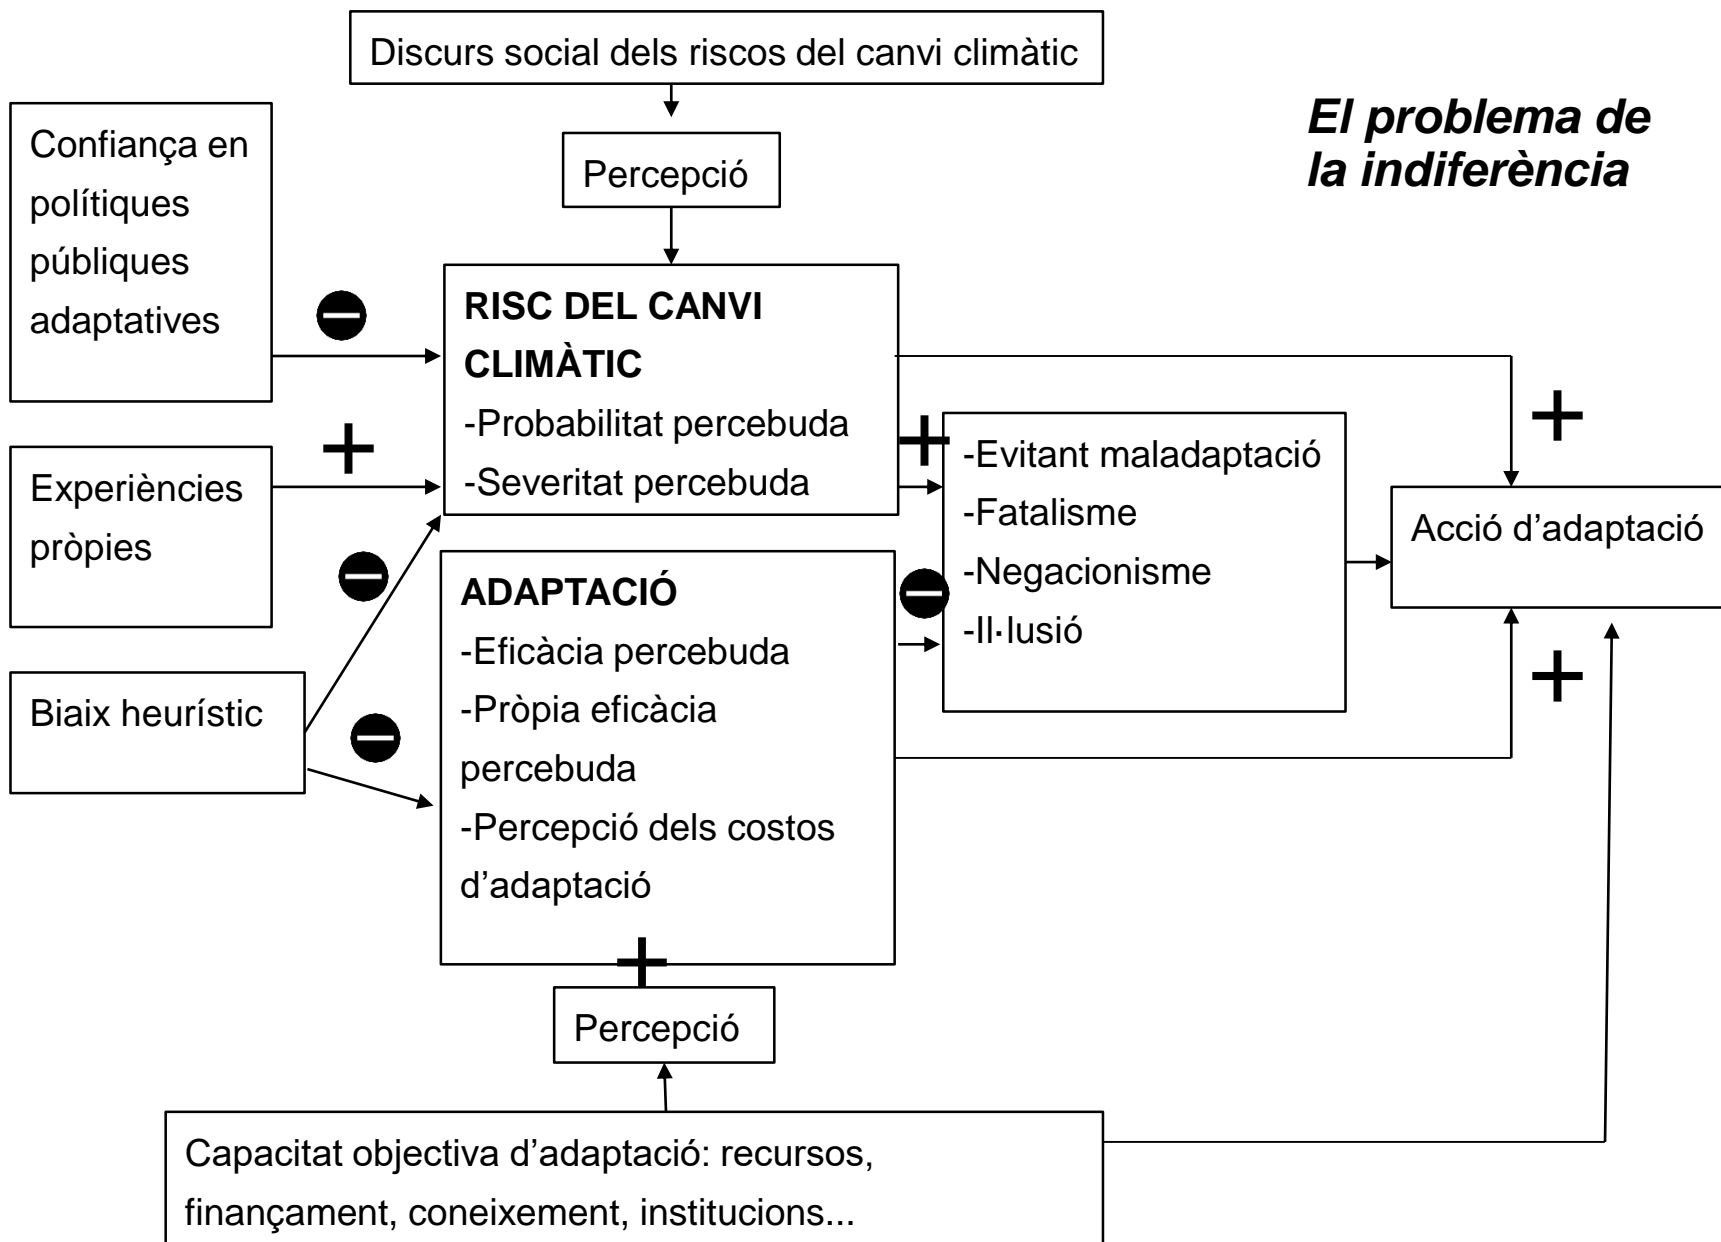 Discurs social dels riscos del canvi climàtic
El problema de
la indiferència
Confiança en
polítiques
públiques
adaptatives
Percepció
RISC DEL CANVI
CLIMÀTIC
-Probabilitat percebuda
-Severitat percebuda
Experiències
pròpies
-Evitant maladaptació
-Fatalisme
-Negacionisme
-Il·lusió
Acció d’adaptació
Biaix heurístic
ADAPTACIÓ
-Eficàcia percebuda
-Pròpia eficàcia
percebuda
-Percepció dels costos
d’adaptació
Percepció
Capacitat objectiva d’adaptació: recursos,
finançament, coneixement, institucions...